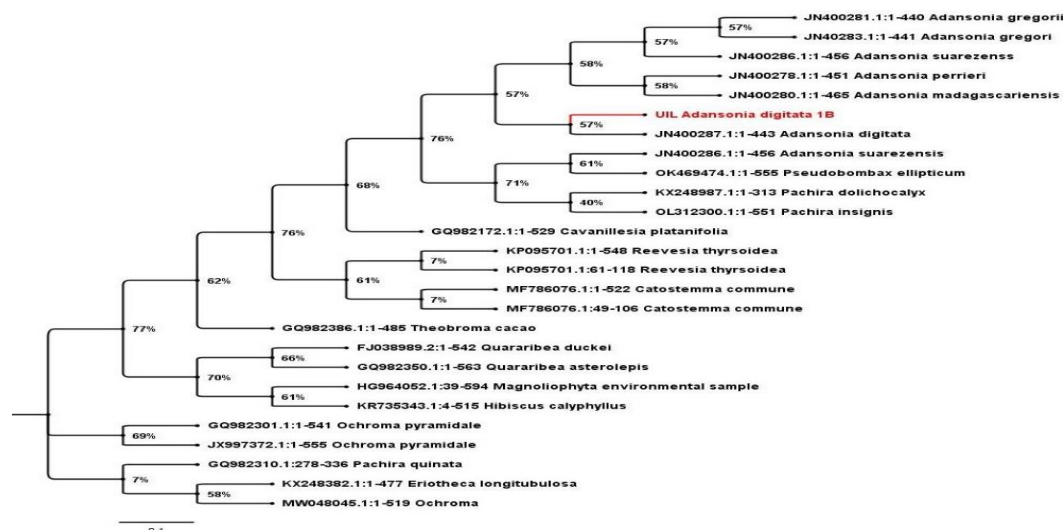 JN400281.1:1-440 Adansonia gregorii
57%
JN40283.1:1-441 Adansonia gregori
57%
JN400286.1:1-456 Adansonia suarezenss
58%
JN400278.1:1-451 Adansonia perrieri
58%
JN400280.1:1-465 Adansonia madagascariensis
57%
UIL Adansonia digitata 1B
57%
JN400287.1:1-443 Adansonia digitata
76%
JN400286.1:1-456 Adansonia suarezensis
61%
OK469474.1:1-555 Pseudobombax ellipticum
71%
68%
KX248987.1:1-313 Pachira dolichocalyx
40%
OL312300.1:1-551 Pachira insignis
76%
GQ982172.1:1-529 Cavanillesia platanifolia
KP095701.1:1-548 Reevesia thyrsoidea
7%
KP095701.1:61-118 Reevesia thyrsoidea
62%
61%
MF786076.1:1-522 Catostemma commune
7%
MF786076.1:49-106 Catostemma commune
77%
GQ982386.1:1-485 Theobroma cacao
FJ038989.2:1-542 Quararibea duckei
66%
GQ982350.1:1-563 Quararibea asterolepis
70%
HG964052.1:39-594 Magnoliophyta environmental sample
61%
KR735343.1:4-515 Hibiscus calyphyllus
GQ982301.1:1-541 Ochroma pyramidale
69%
JX997372.1:1-555 Ochroma pyramidale
GQ982310.1:278-336 Pachira quinata
7%
KX248382.1:1-477 Eriotheca longitubulosa
58%
MW048045.1:1-519 Ochroma